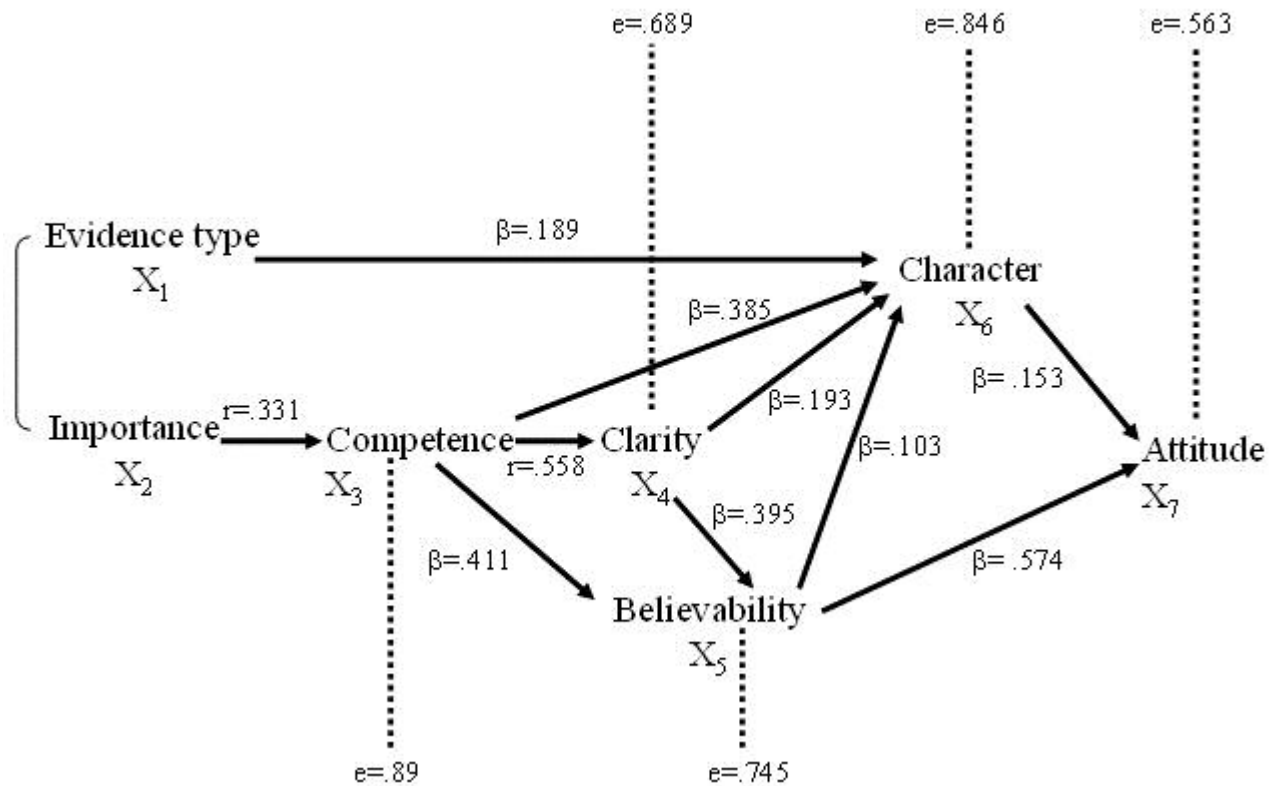 e=.689
e=.846
e=.563
Evidence type
X1
β=.189
Character
X6
β=.385
β= .153
Importance
X2
r=.331
Competence
X3
r=.558
Clarity
X4
β=.193
β=.103
Attitude
X7
β=.395
β=.411
β= .574
Believability
X5
e=.89
e=.745